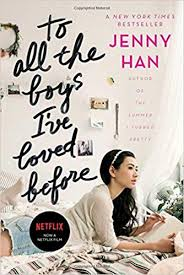 A NEW YORK TIMES
BESTSELLER
JENNY
HAN
AUTHOR
OF
THE
SUMMER
I TURNED
PRETTY
to
all the
boys
I've
loved
before
NETFLIX
NOW A
NETFLIX FILM